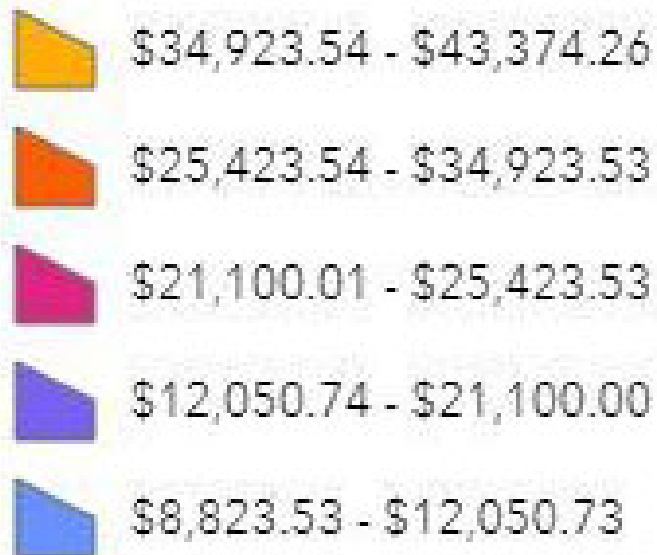 $34,923.54 - $43,374.26
$25,423.54 - $34,923.53
$21,100.01 - $25,423.53
$12,050.74 - $21,100.00
$8,823.53 - $12,050.73